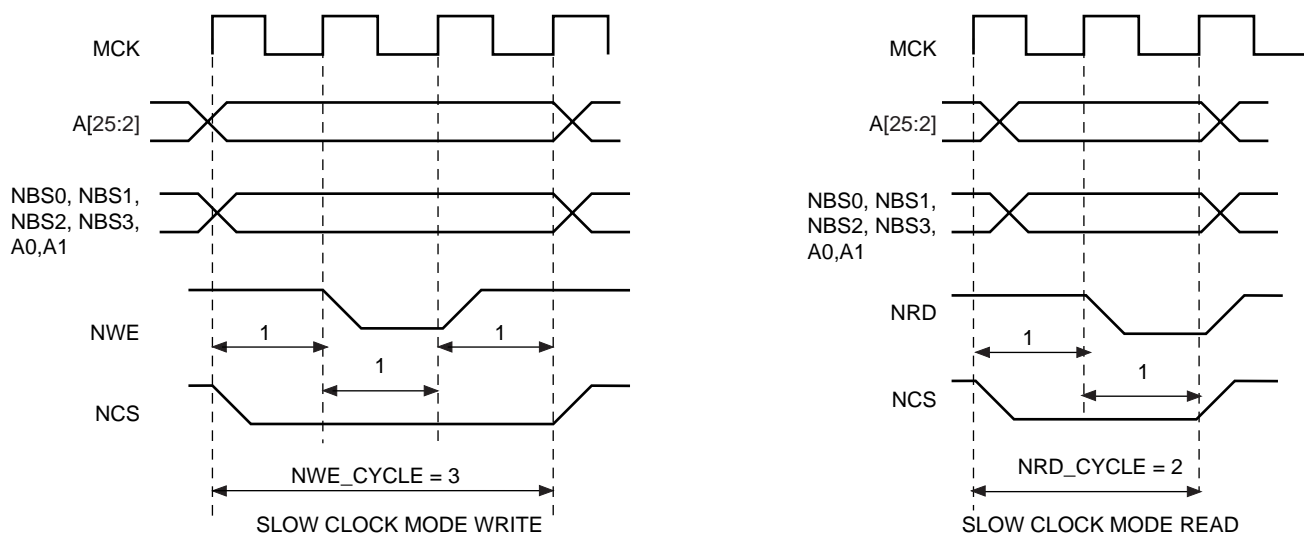 MCK
A[25:2]
NBS0, NBS1,
NBS2, NBS3,
A0,A1
NWE
1
1
1
NCS
NWE_CYCLE = 3
SLOW CLOCK MODE WRITE
MCK
A[25:2]
NBS0, NBS1,
NBS2, NBS3,
A0,A1
NRD
1
1
NCS
NRD_CYCLE = 2
SLOW CLOCK MODE READ